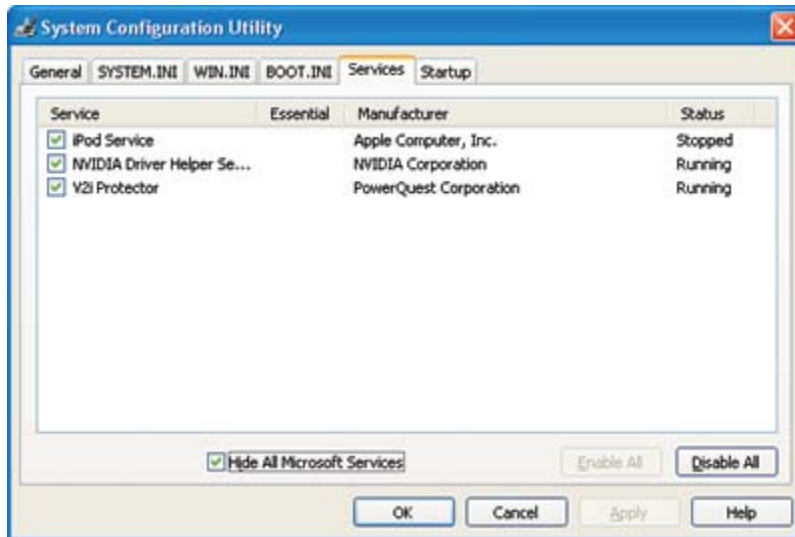 System Configuration Utility
General SYSTEM.INI WIN.INI BOOT.INI Services Startup
Service Essential Manufacturer Status
iPod Service Apple Computer, Inc. Stopped
NVIDIA Driver Helper Se... NVIDIA Corporation Running
V2i Protector PowerQuest Corporation Running
Hide All Microsoft Services Enable All Disable All
OK Cancel Apply Help